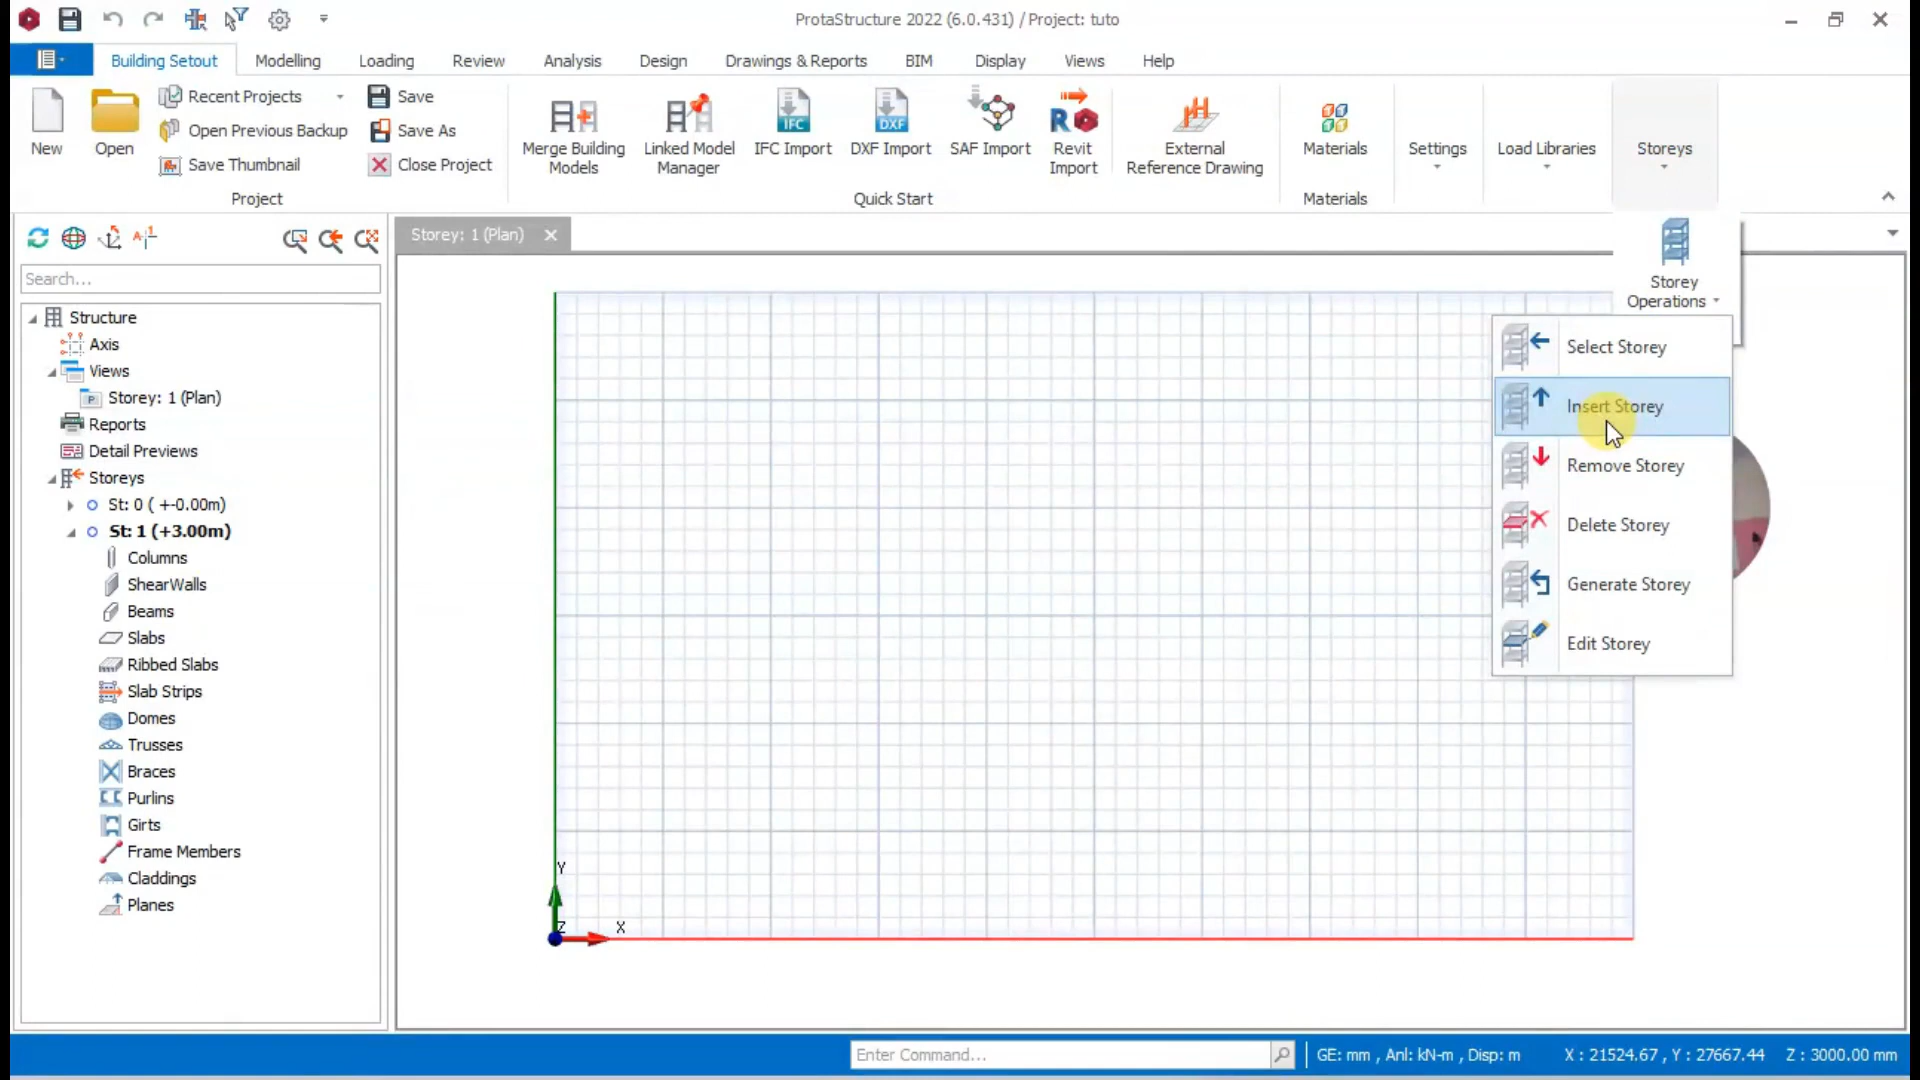 ProtaStructure 2022 (6.0.431) / Project: tuto
Building Setout
Modelling
Loading
Review
Analysis
Design
Drawings & Reports
BIM
Display
Views
Help
New
Open
Recent Projects
Open Previous Backup
Save Thumbnail
Save
Save As
Close Project
Project
Merge Building
Models
Linked Model
Manager
IFC
IFC Import
DXF
DXF Import
SAF Import
R
Revit
Import
External
Reference Drawing
Quick Start
Materials
Materials
Settings
Load Libraries
Storeys
Storey
Operations
Select Storey
Insert Storey
Remove Storey
Delete Storey
Generate Storey
Edit Storey
Search...
Structure
Axis
Views
P Storey: 1 (Plan)
Reports
Detail Previews
Storeys
St: 0 ( +-0.00m)
St: 1 (+3.00m)
Columns
ShearWalls
Beams
Slabs
Ribbed Slabs
Slab Strips
Domes
Trusses
Braces
Purlins
Girts
Frame Members
Claddings
Planes
Storey: 1 (Plan)
Y
Z
X
Enter Command...
GE: mm , Anl: kN-m , Disp: m
X : 21524.67 , Y : 27667.44
Z : 3000.00 mm